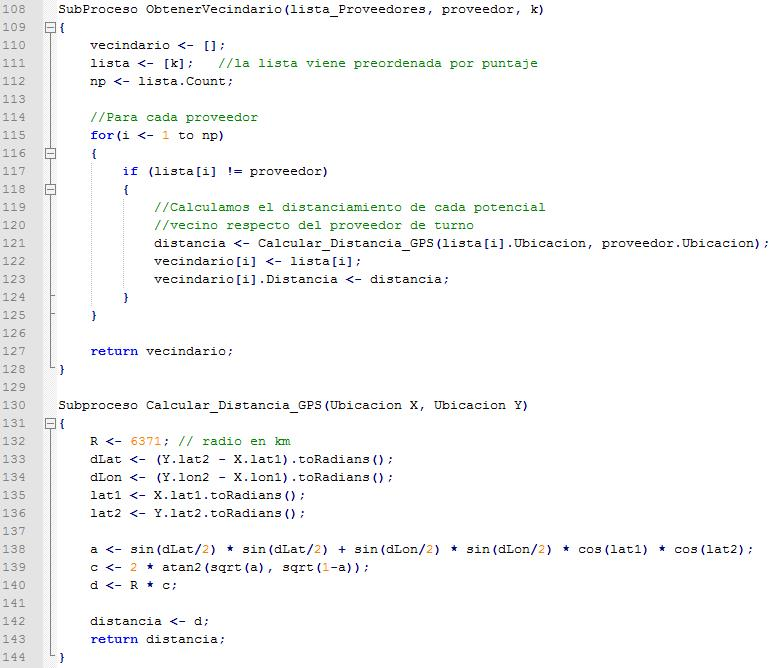 108 SubProceso ObtenerVecindario(lista_Proveedores, proveedor, k)
109 {
110     vecindario <- [];
111     lista <- [k];   //la lista viene preordenada por puntaje
112     np <- lista.Count;
113
114     //Para cada proveedor
115     for(i <- 1 to np)
116     {
117         if (lista[i] != proveedor)
118         {
119             //Calculamos el distanciamiento de cada potencial
120             //vecino respecto del proveedor de turno
121             distancia <- Calcular_Distancia_GPS(lista[i].Ubicacion, proveedor.Ubicacion);
122             vecindario[i] <- lista[i];
123             vecindario[i].Distancia <- distancia;
124         }
125     }
126
127     return vecindario;
128 }
129
130 Subproceso Calcular_Distancia_GPS(Ubicacion X, Ubicacion Y)
131 {
132     R <- 6371; // radio en km
133     dLat <- (Y.lat2 - X.lat1).toRadians();
134     dLon <- (Y.lon2 - X.lon1).toRadians();
135     lat1 <- X.lat1.toRadians();
136     lat2 <- Y.lat2.toRadians();
137
138     a <- sin(dLat/2) * sin(dLat/2) + sin(dLon/2) * sin(dLon/2) * cos(lat1) * cos(lat2);
139     c <- 2 * atan2(sqrt(a), sqrt(1-a));
140     d <- R * c;
141
142     distancia <- d;
143     return distancia;
144 }